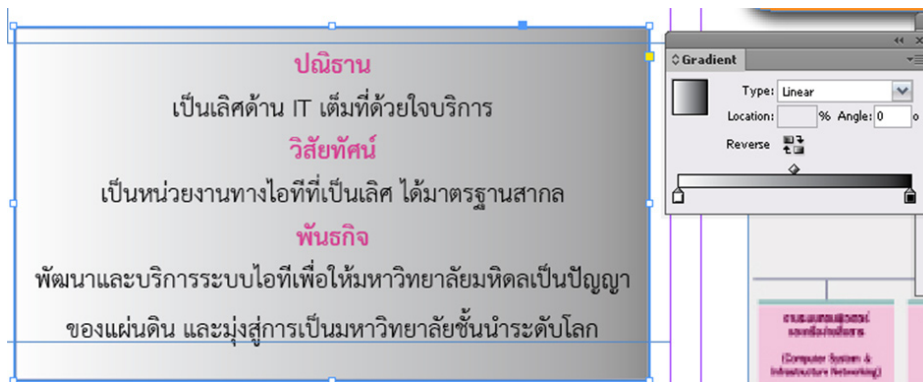 ปณิธาน
เป็นเลิศด้าน IT เต็มที่ด้วยใจบริการ
วิสัยทัศน์
เป็นหน่วยงานทางไอทีที่เป็นเลิศ ได้มาตรฐานสากล
พันธกิจ
พัฒนาและบริการระบบไอทีเพื่อให้มหาวิทยาลัยมหิดลเป็นปัญญา
ของแผ่นดิน และมุ่งสู่การเป็นมหาวิทยาลัยชั้นนำระดับโลก
Gradient
Type: Linear
Location: % Angle: 0 o
Reverse
(Computer System &
Infrastructure Networking)